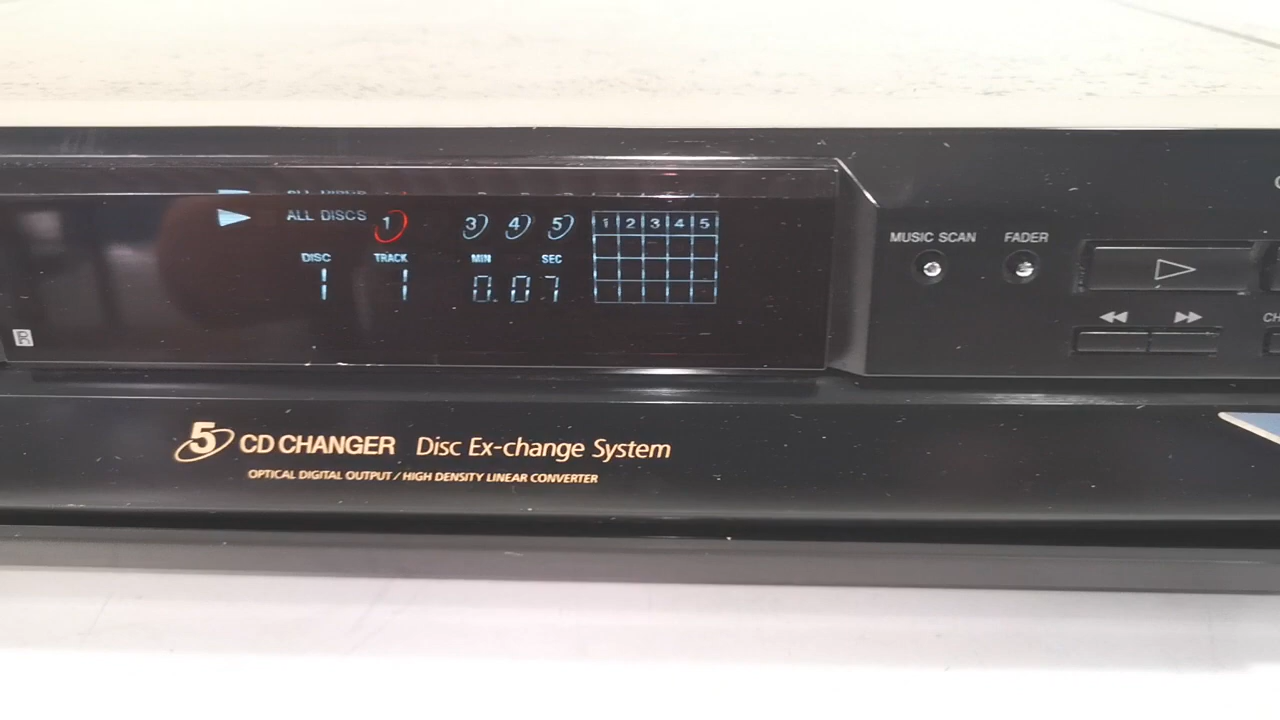 ALL DISCS 1 3 4 5
1 2 3 4 5
DISC TRACK MIN SEC
1 1 0.07
MUSIC SCAN FADER
5 CD CHANGER Disc Ex-change System
OPTICAL DIGITAL OUTPUT / HIGH DENSITY LINEAR CONVERTER